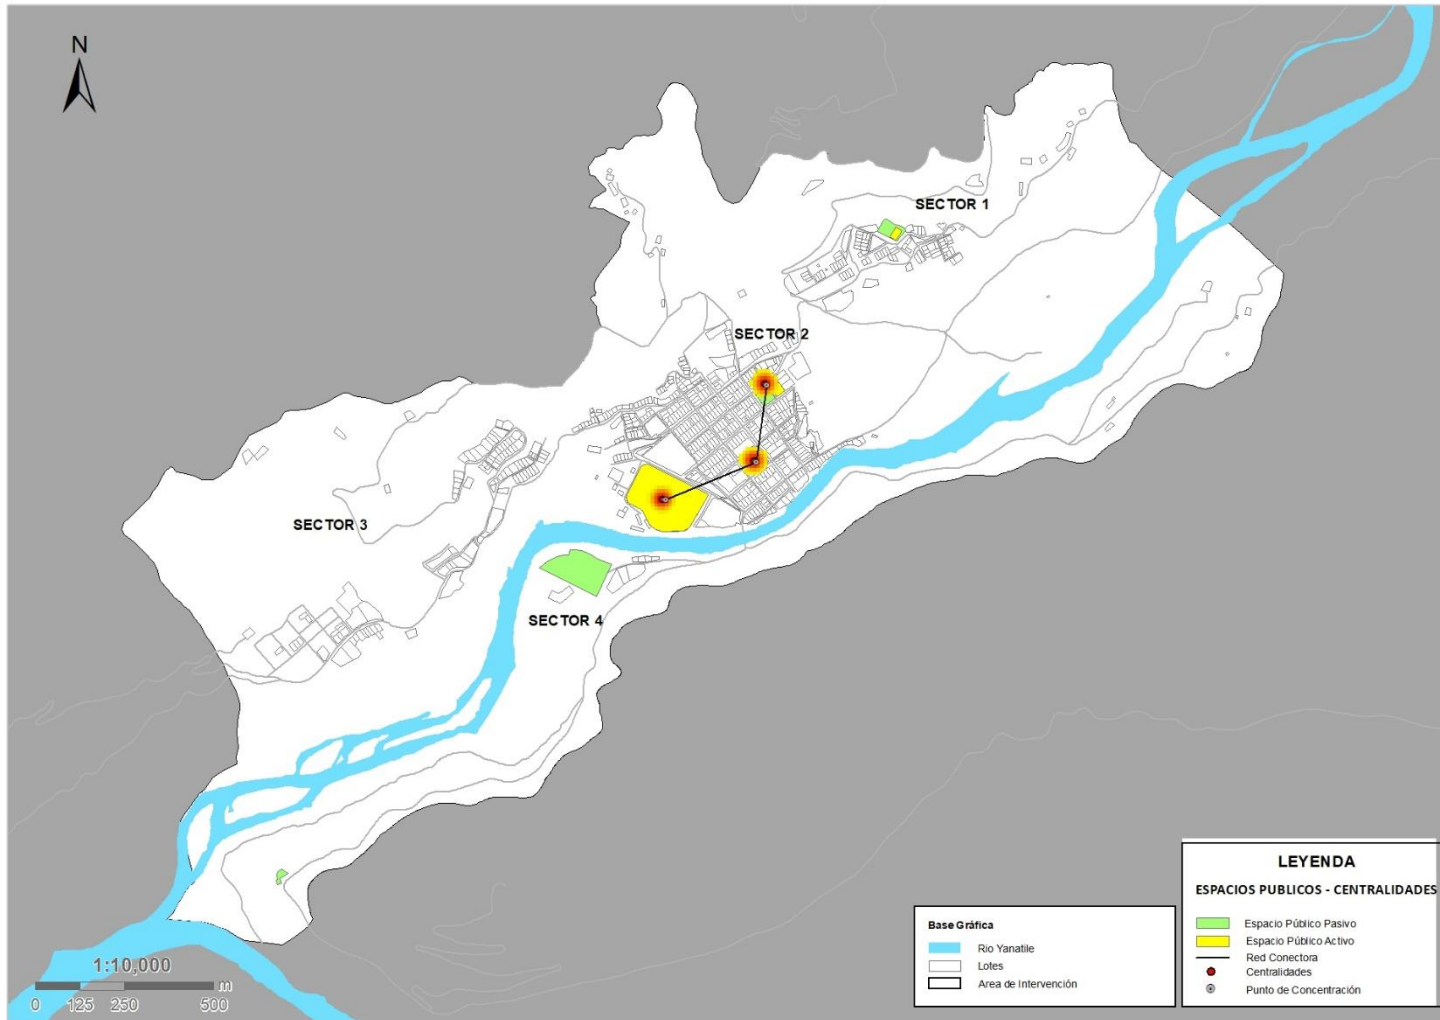 N
SECTOR 1
SECTOR 2
SECTOR 3
SECTOR 4
1:10,000
m
0 125 250 500
Base Gráfica
Rio Yanatile
Lotes
Area de Intervención
LEYENDA
ESPACIOS PUBLICOS - CENTRALIDADES
Espacio Público Pasivo
Espacio Público Activo
Red Conectora
Centralidades
Punto de Concentración